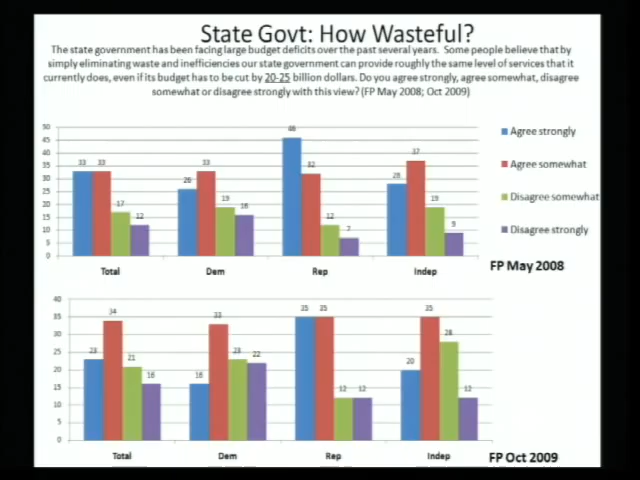 State Govt: How Wasteful?
The state government has been facing large budget deficits over the past several years. Some people believe that by
simply eliminating waste and inefficiencies our state government can provide roughly the same level of services that it
currently does, even if its budget has to be cut by 20-25 billion dollars. Do you agree strongly, agree somewhat, disagree
somewhat or disagree strongly with this view? (FP May 2008; Oct 2009)
50
45
40
35
30
25
20
15
10
5
0
33 33 17 12
26 33 19 16
46 32 12 7
28 37 19 9
Total Dem Rep Indep
Agree strongly
Agree somewhat
Disagree somewhat
Disagree strongly
FP May 2008
40
35
30
25
20
15
10
5
0
23 34 21 16
16 33 23 22
35 35 12 12
20 35 28 12
Total Dem Rep Indep
FP Oct 2009